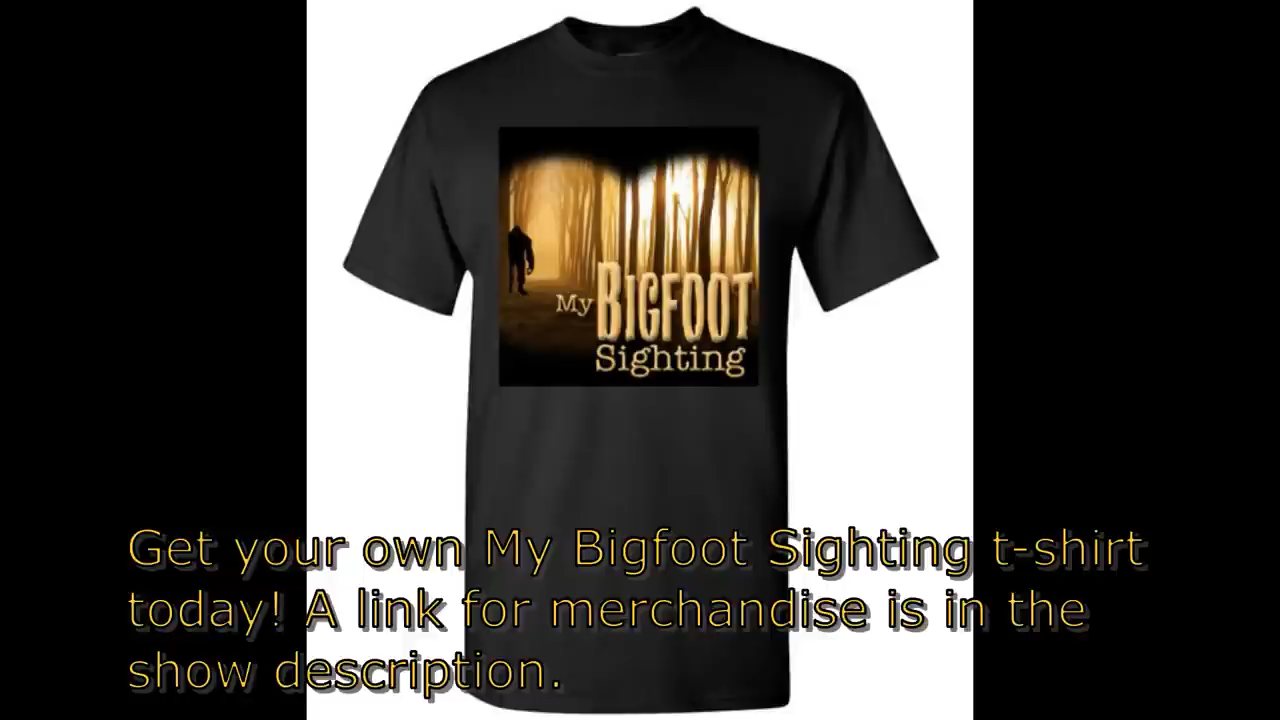 My BIGFOOT
Sighting
Get your own My Bigfoot Sighting t-shirt
today! A link for merchandise is in the
show description.